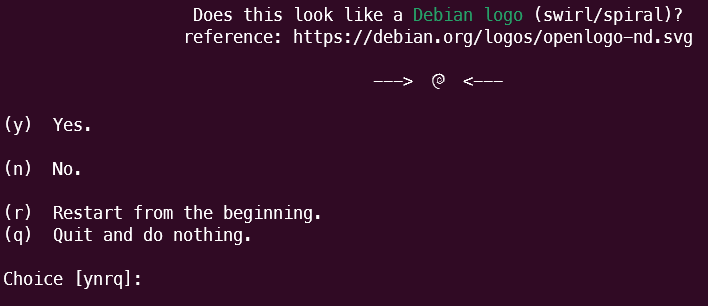 Does this look like a Debian logo (swirl/spiral)?
reference: https://debian.org/logos/openlogo-nd.svg
---> <---
(y) Yes.
(n) No.
(r) Restart from the beginning.
(q) Quit and do nothing.
Choice [ynrq]: